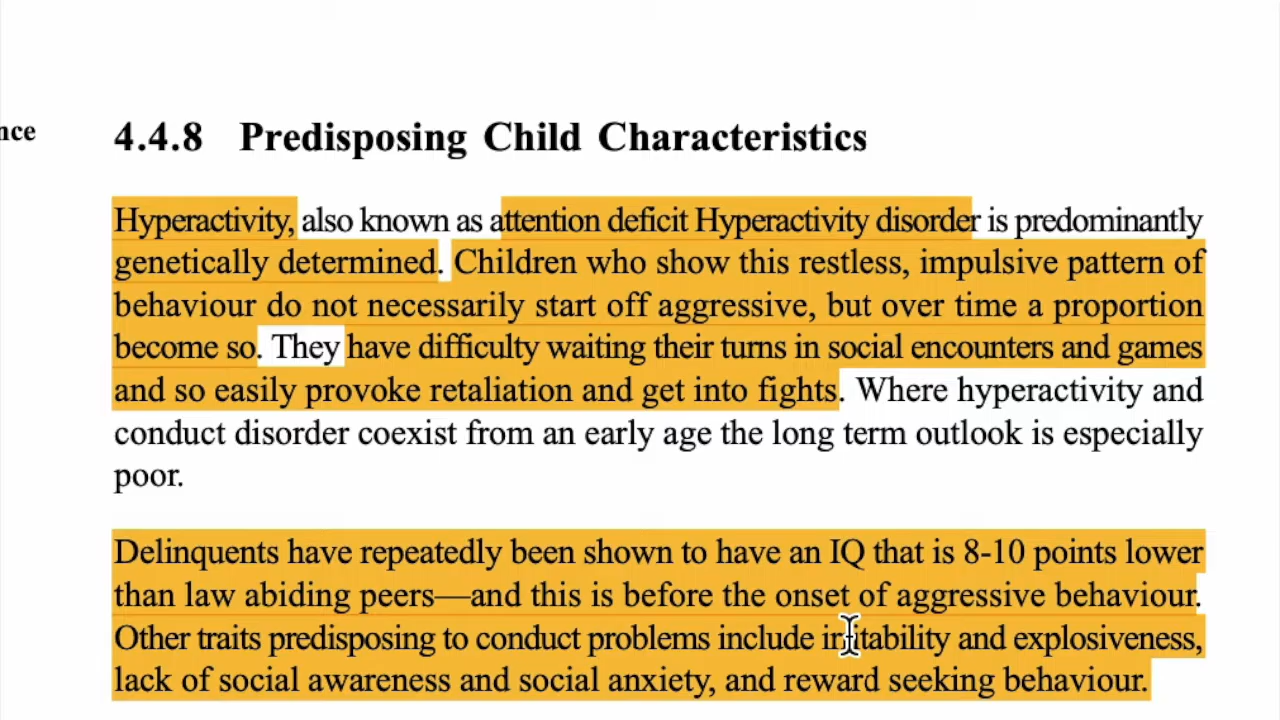 nce
4.4.8 Predisposing Child Characteristics
Hyperactivity, also known as attention deficit Hyperactivity disorder is predominantly
genetically determined. Children who show this restless, impulsive pattern of
behaviour do not necessarily start off aggressive, but over time a proportion
become so. They have difficulty waiting their turns in social encounters and games
and so easily provoke retaliation and get into fights. Where hyperactivity and
conduct disorder coexist from an early age the long term outlook is especially
poor.
Delinquents have repeatedly been shown to have an IQ that is 8-10 points lower
than law abiding peers—and this is before the onset of aggressive behaviour.
Other traits predisposing to conduct problems include irritability and explosiveness,
lack of social awareness and social anxiety, and reward seeking behaviour.